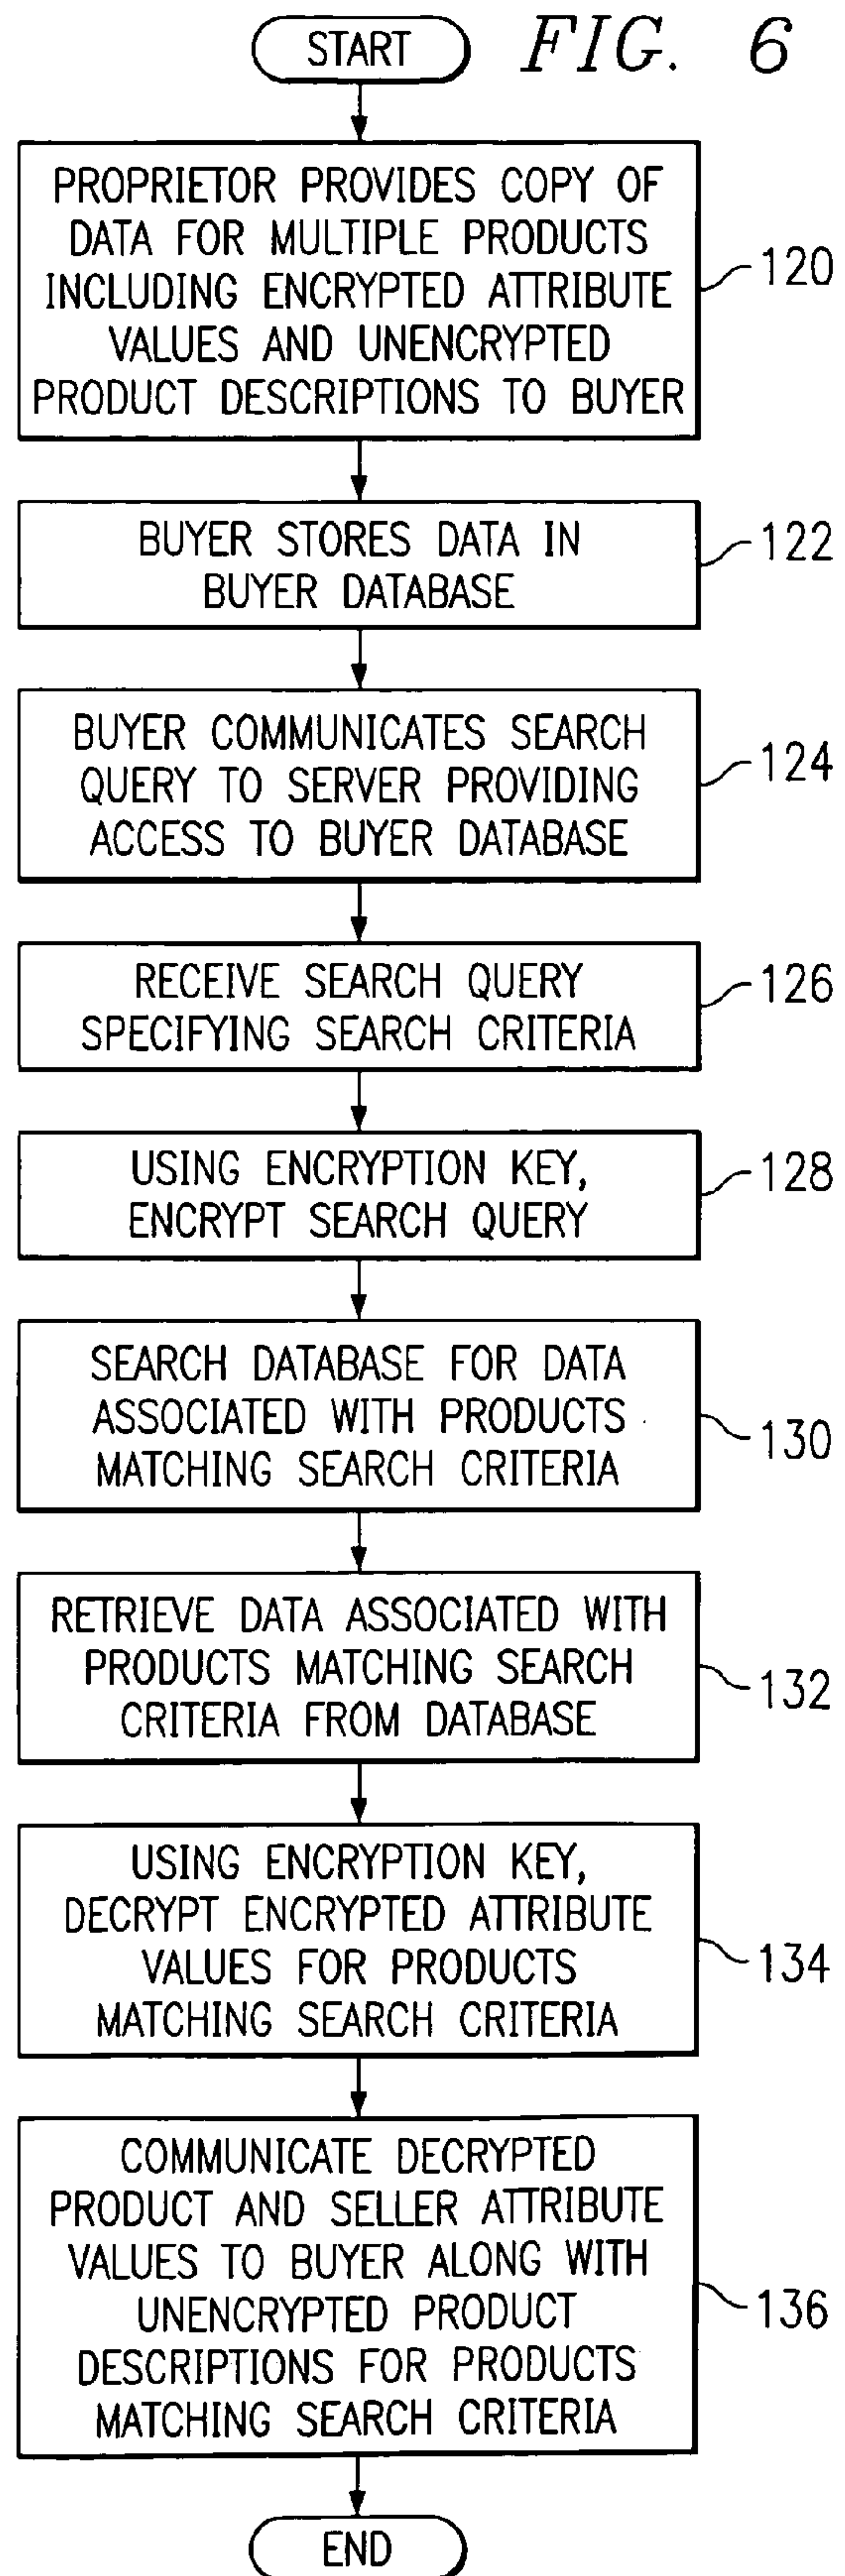 START
FIG. 6
PROPRIETOR PROVIDES COPY OF
DATA FOR MULTIPLE PRODUCTS
INCLUDING ENCRYPTED ATTRIBUTE
VALUES AND UNENCRYPTED
PRODUCT DESCRIPTIONS TO BUYER
120
BUYER STORES DATA IN
BUYER DATABASE
122
BUYER COMMUNICATES SEARCH
QUERY TO SERVER PROVIDING
ACCESS TO BUYER DATABASE
124
RECEIVE SEARCH QUERY
SPECIFYING SEARCH CRITERIA
126
USING ENCRYPTION KEY,
ENCRYPT SEARCH QUERY
128
SEARCH DATABASE FOR DATA
ASSOCIATED WITH PRODUCTS
MATCHING SEARCH CRITERIA
130
RETRIEVE DATA ASSOCIATED WITH
PRODUCTS MATCHING SEARCH
CRITERIA FROM DATABASE
132
USING ENCRYPTION KEY,
DECRYPT ENCRYPTED ATTRIBUTE
VALUES FOR PRODUCTS
MATCHING SEARCH CRITERIA
134
COMMUNICATE DECRYPTED
PRODUCT AND SELLER ATTRIBUTE
VALUES TO BUYER ALONG WITH
UNENCRYPTED PRODUCT
DESCRIPTIONS FOR PRODUCTS
MATCHING SEARCH CRITERIA
136
END